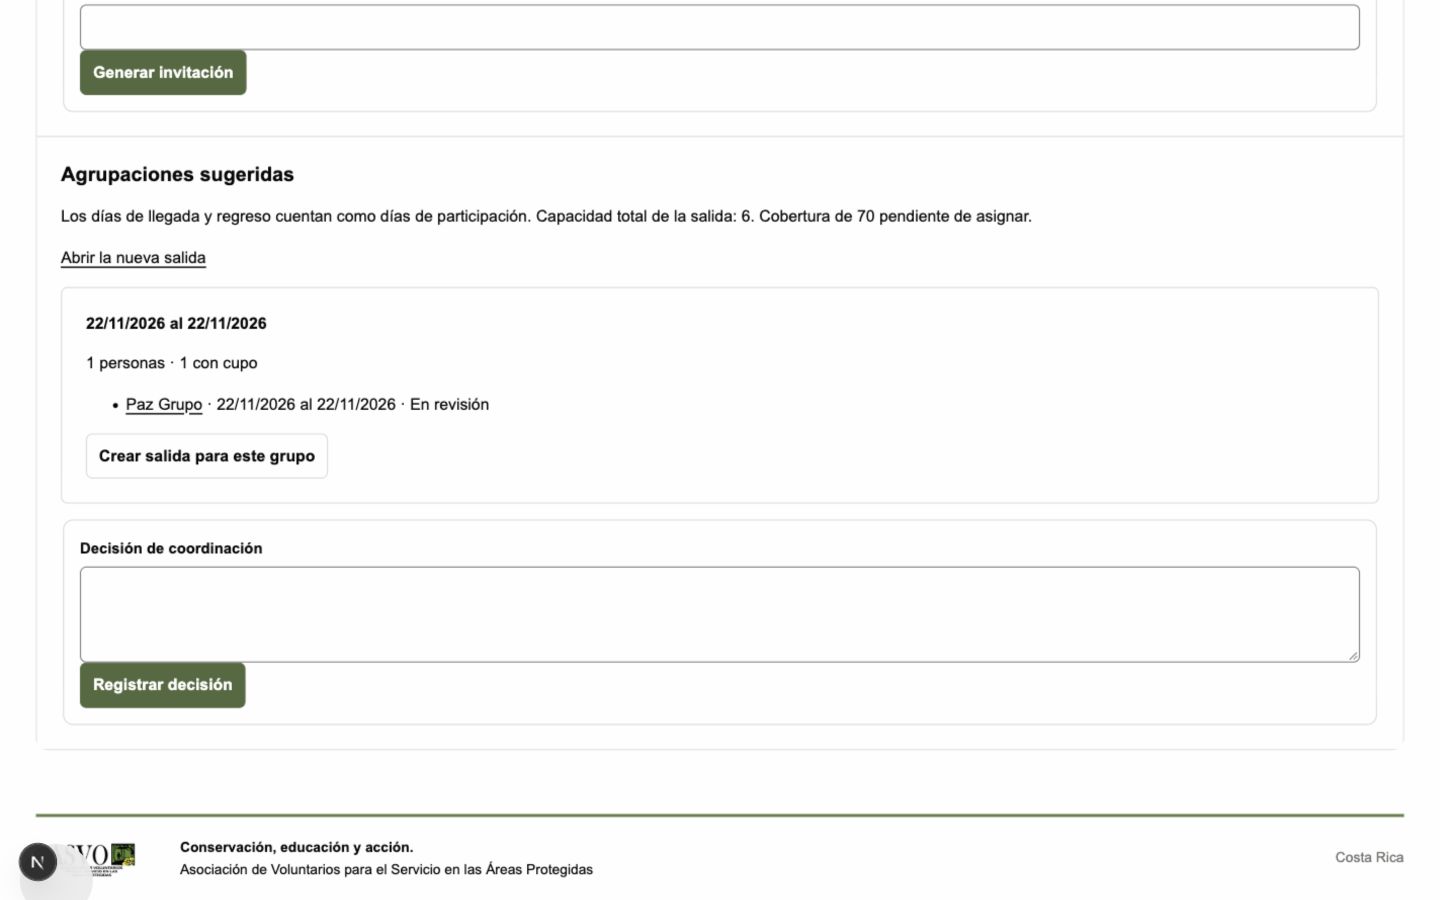 Generar invitación
Agrupaciones sugeridas
Los días de llegada y regreso cuentan como días de participación. Capacidad total de la salida: 6. Cobertura de 70 pendiente de asignar.
Abrir la nueva salida
22/11/2026 al 22/11/2026
1 personas · 1 con cupo
• Paz Grupo · 22/11/2026 al 22/11/2026 · En revisión
Crear salida para este grupo
Decisión de coordinación
Registrar decisión
N
SVO
Conservación, educación y acción.
Asociación de Voluntarios para el Servicio en las Áreas Protegidas
Costa Rica